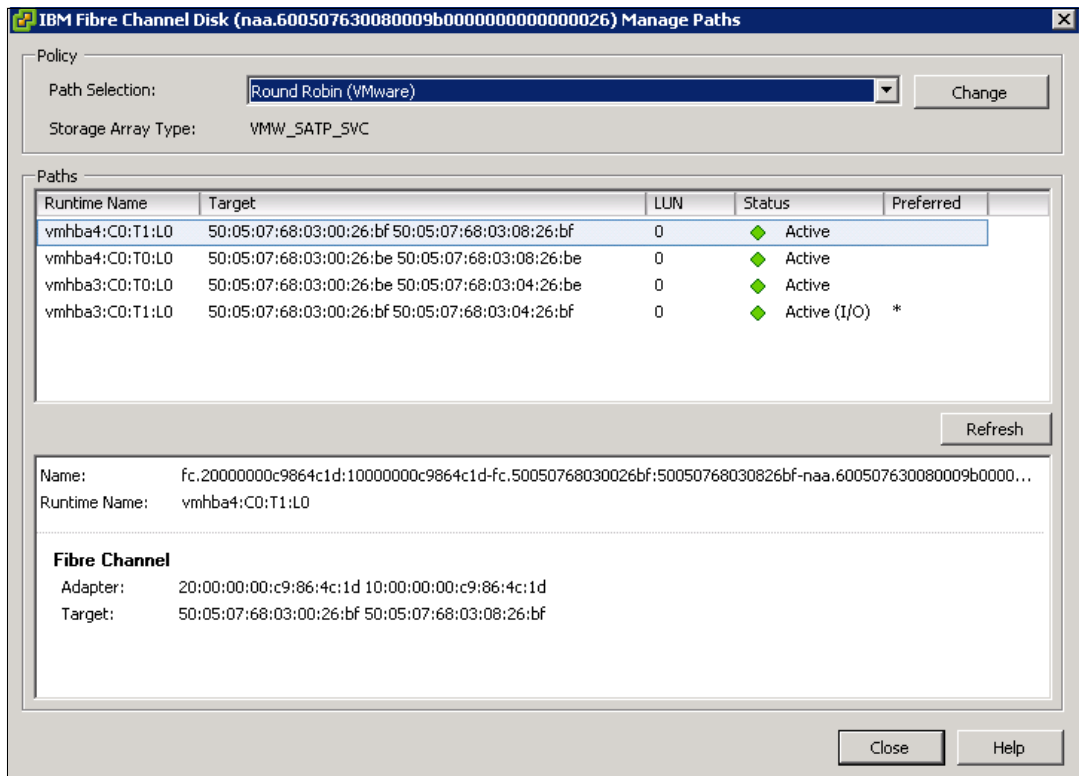 IBM Fibre Channel Disk (naa.600507630080009b0000000000000026) Manage Paths
Policy
Path Selection: Round Robin (VMware) Change
Storage Array Type: VMW_SATP_SVC
Paths
Runtime Name Target LUN Status Preferred
vmhba4:C0:T1:L0 50:05:07:68:03:00:26:bf 50:05:07:68:03:08:26:bf 0 Active
vmhba4:C0:T0:L0 50:05:07:68:03:00:26:be 50:05:07:68:03:08:26:be 0 Active
vmhba3:C0:T0:L0 50:05:07:68:03:00:26:be 50:05:07:68:03:04:26:be 0 Active
vmhba3:C0:T1:L0 50:05:07:68:03:00:26:bf 50:05:07:68:03:04:26:bf 0 Active (I/O) *
Refresh
Name: fc.20000000c9864c1d:10000000c9864c1d-fc.50050768030026bf:50050768030826bf-naa.600507630080009b0000...
Runtime Name: vmhba4:C0:T1:L0
Fibre Channel
Adapter: 20:00:00:00:c9:86:4c:1d 10:00:00:00:c9:86:4c:1d
Target: 50:05:07:68:03:00:26:bf 50:05:07:68:03:08:26:bf
Close Help